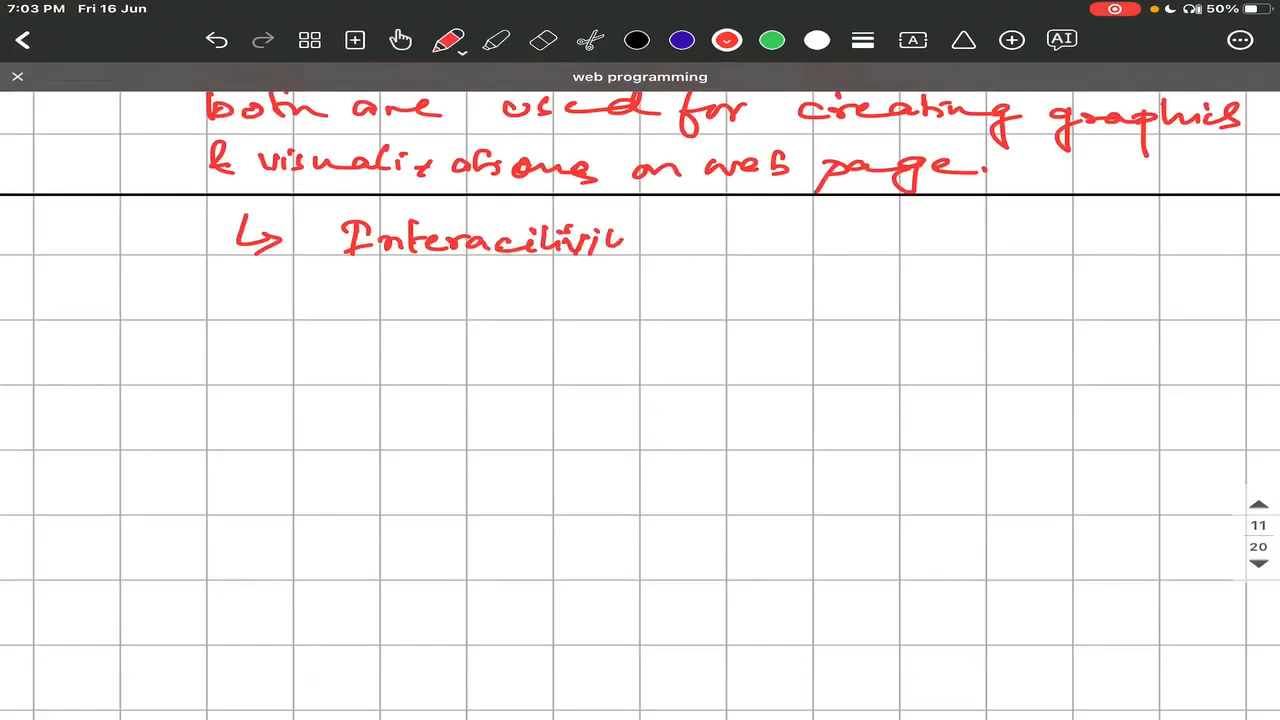 7:03 PM Fri 16 Jun
50%
A
AI
web programming
both are used for creating graphics
& visualizations on web page.
↳
11
20